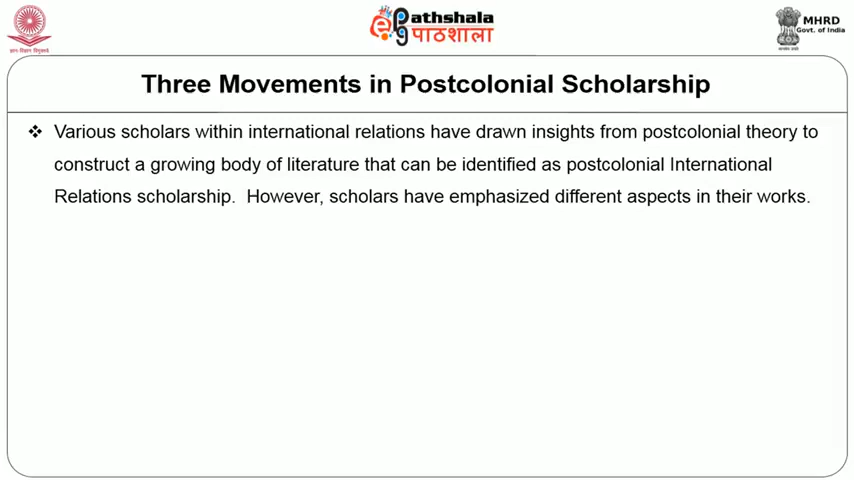 ePathshala
पाठशाला
MHRD
Govt. of India
Three Movements in Postcolonial Scholarship
❖ Various scholars within international relations have drawn insights from postcolonial theory to
construct a growing body of literature that can be identified as postcolonial International
Relations scholarship. However, scholars have emphasized different aspects in their works.